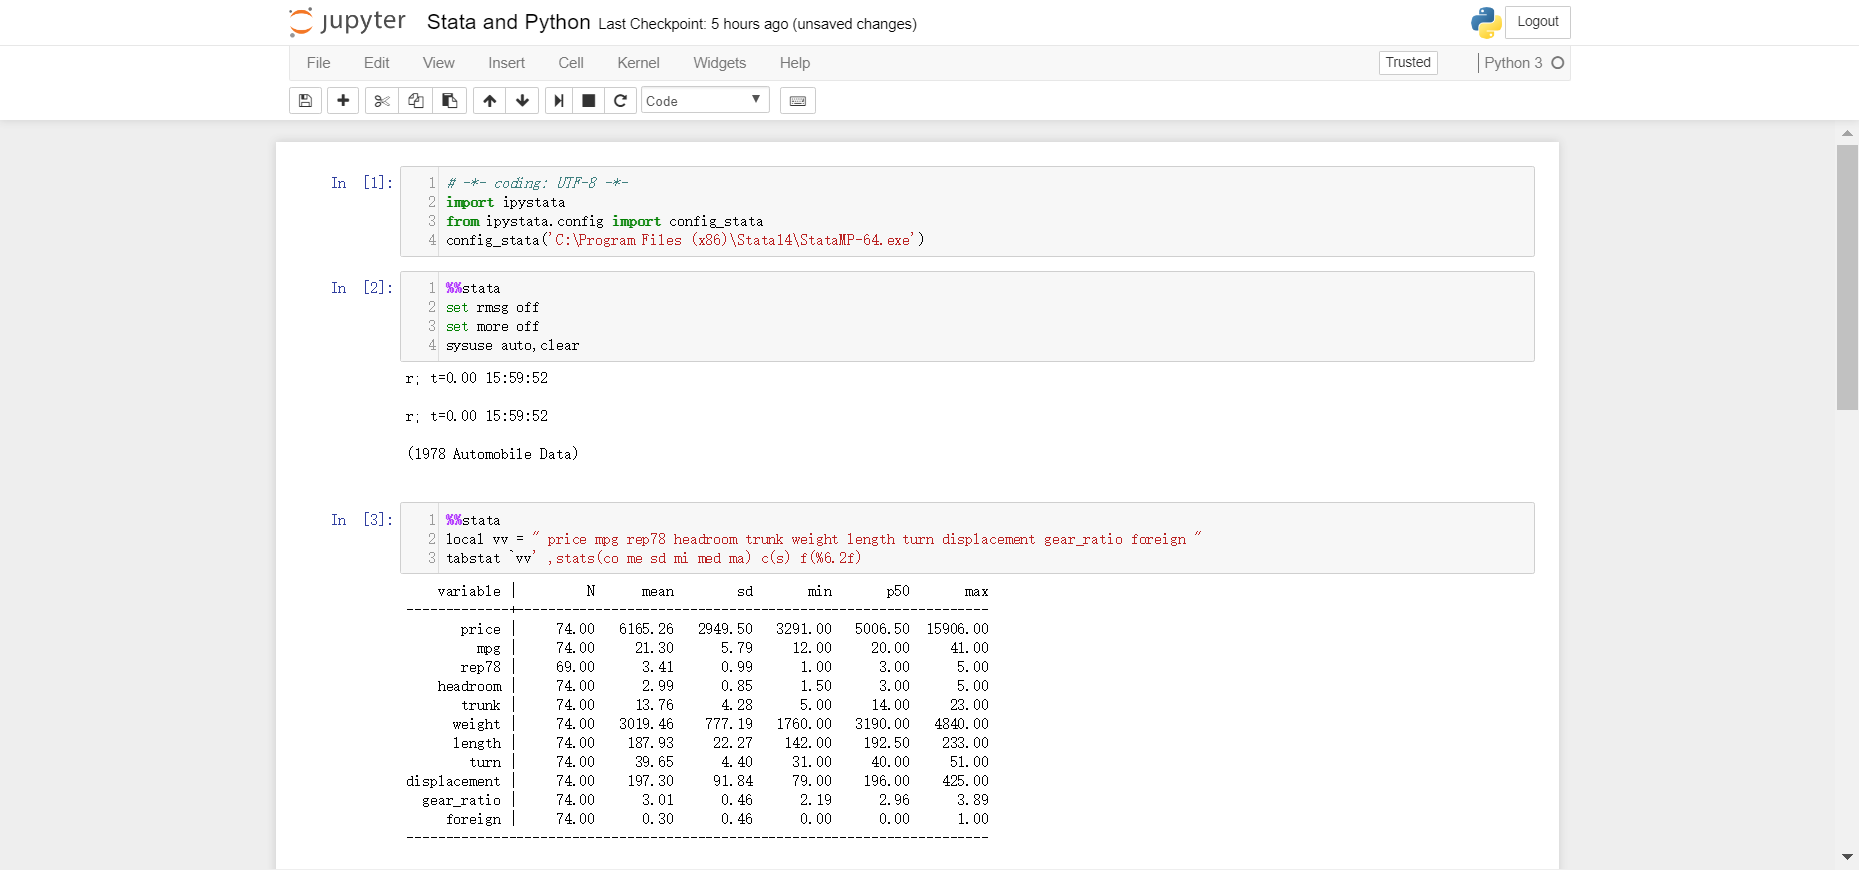 jupyter Stata and Python Last Checkpoint: 5 hours ago (unsaved changes) Logout
File Edit View Insert Cell Kernel Widgets Help Trusted Python 3
Code
In [1]:
1 # -*- coding: UTF-8 -*-
2 import ipystata
3 from ipystata.config import config_stata
4 config_stata('C:\Program Files (x86)\Stata14\StataMP-64.exe')
In [2]:
1 %%stata
2 set rmsg off
3 set more off
4 sysuse auto,clear
r; t=0.00 15:59:52
r; t=0.00 15:59:52
(1978 Automobile Data)
In [3]:
1 %%stata
2 local vv = " price mpg rep78 headroom trunk weight length turn displacement gear_ratio foreign "
3 tabstat `vv' ,stats(co me sd mi med ma) c(s) f(%6.2f)
variable | N mean sd min p50 max
-------------+------------------------------------------------------------
price | 74.00 6165.26 2949.50 3291.00 5006.50 15906.00
mpg | 74.00 21.30 5.79 12.00 20.00 41.00
rep78 | 69.00 3.41 0.99 1.00 3.00 5.00
headroom | 74.00 2.99 0.85 1.50 3.00 5.00
trunk | 74.00 13.76 4.28 5.00 14.00 23.00
weight | 74.00 3019.46 777.19 1760.00 3190.00 4840.00
length | 74.00 187.93 22.27 142.00 192.50 233.00
turn | 74.00 39.65 4.40 31.00 40.00 51.00
displacement | 74.00 197.30 91.84 79.00 196.00 425.00
gear_ratio | 74.00 3.01 0.46 2.19 2.96 3.89
foreign | 74.00 0.30 0.46 0.00 0.00 1.00
--------------------------------------------------------------------------